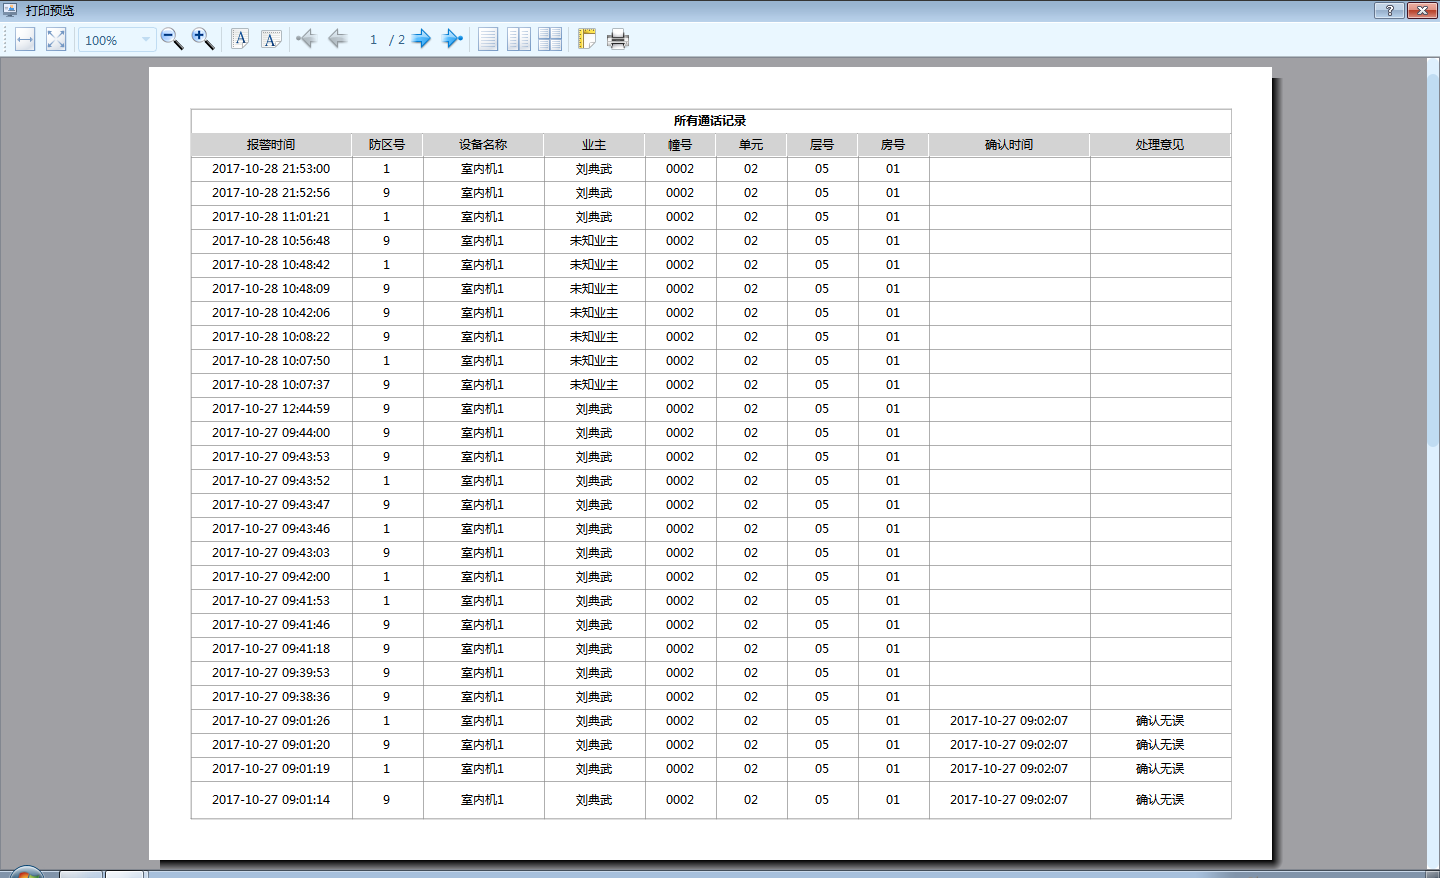 打印预览
100% 1 / 2
所有通话记录
报警时间 防区号 设备名称 业主 幢号 单元 层号 房号 确认时间 处理意见
2017-10-28 21:53:00 1 室内机1 刘典武 0002 02 05 01
2017-10-28 21:52:56 9 室内机1 刘典武 0002 02 05 01
2017-10-28 11:01:21 1 室内机1 刘典武 0002 02 05 01
2017-10-28 10:56:48 9 室内机1 未知业主 0002 02 05 01
2017-10-28 10:48:42 1 室内机1 未知业主 0002 02 05 01
2017-10-28 10:48:09 9 室内机1 未知业主 0002 02 05 01
2017-10-28 10:42:06 9 室内机1 未知业主 0002 02 05 01
2017-10-28 10:08:22 9 室内机1 未知业主 0002 02 05 01
2017-10-28 10:07:50 1 室内机1 未知业主 0002 02 05 01
2017-10-28 10:07:37 9 室内机1 未知业主 0002 02 05 01
2017-10-27 12:44:59 9 室内机1 刘典武 0002 02 05 01
2017-10-27 09:44:00 9 室内机1 刘典武 0002 02 05 01
2017-10-27 09:43:53 9 室内机1 刘典武 0002 02 05 01
2017-10-27 09:43:52 1 室内机1 刘典武 0002 02 05 01
2017-10-27 09:43:47 9 室内机1 刘典武 0002 02 05 01
2017-10-27 09:43:46 1 室内机1 刘典武 0002 02 05 01
2017-10-27 09:43:03 9 室内机1 刘典武 0002 02 05 01
2017-10-27 09:42:00 1 室内机1 刘典武 0002 02 05 01
2017-10-27 09:41:53 1 室内机1 刘典武 0002 02 05 01
2017-10-27 09:41:46 9 室内机1 刘典武 0002 02 05 01
2017-10-27 09:41:18 9 室内机1 刘典武 0002 02 05 01
2017-10-27 09:39:53 9 室内机1 刘典武 0002 02 05 01
2017-10-27 09:38:36 9 室内机1 刘典武 0002 02 05 01
2017-10-27 09:01:26 1 室内机1 刘典武 0002 02 05 01 2017-10-27 09:02:07 确认无误
2017-10-27 09:01:20 9 室内机1 刘典武 0002 02 05 01 2017-10-27 09:02:07 确认无误
2017-10-27 09:01:19 1 室内机1 刘典武 0002 02 05 01 2017-10-27 09:02:07 确认无误
2017-10-27 09:01:14 9 室内机1 刘典武 0002 02 05 01 2017-10-27 09:02:07 确认无误